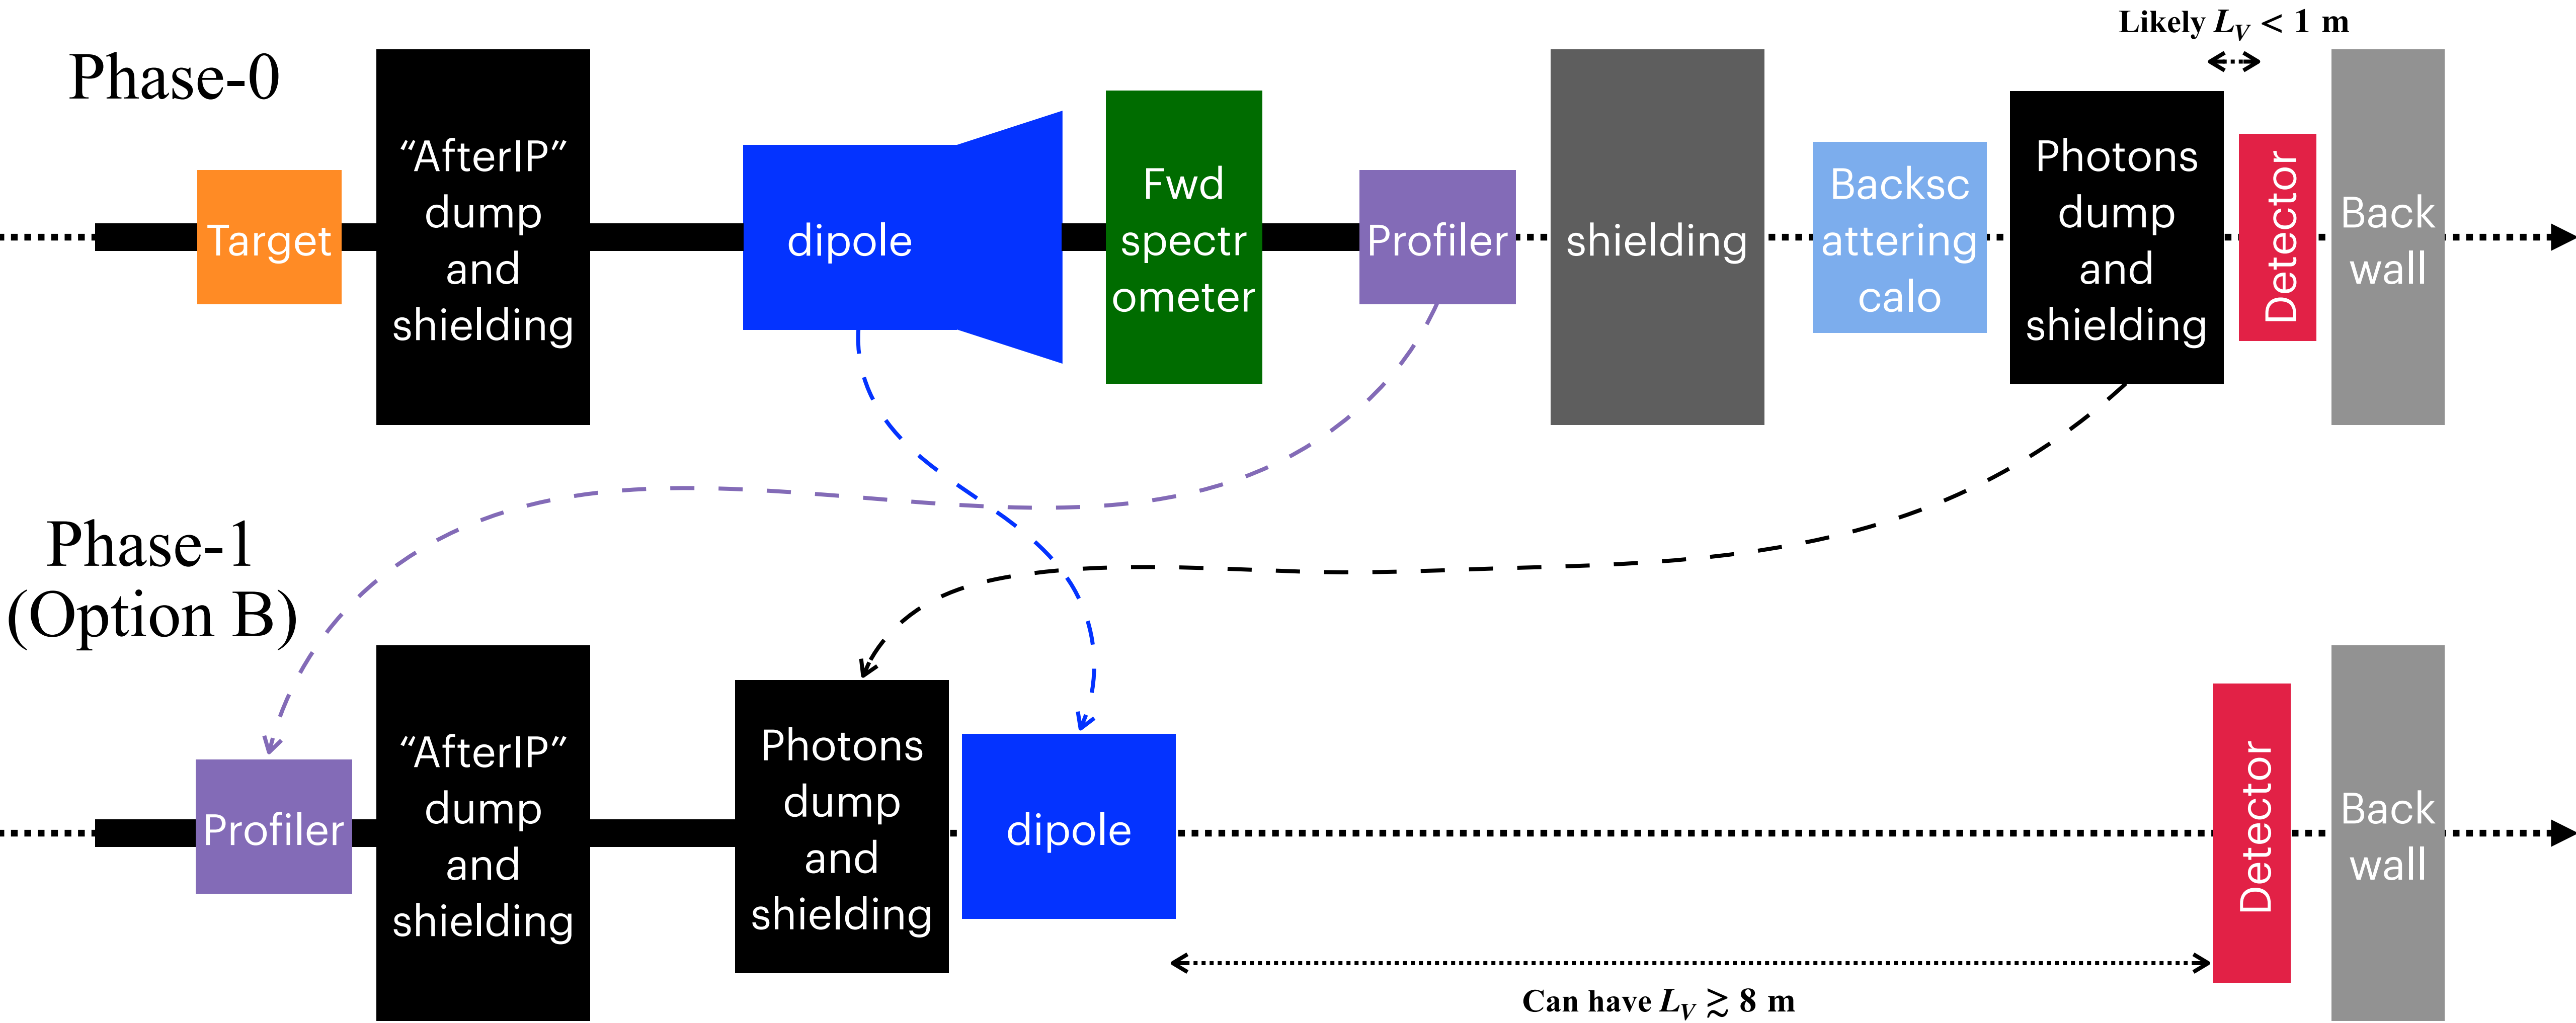 Likely L_V < 1 m
Phase-0
Target
“AfterIP”
dump
and
shielding
dipole
Fwd
spectr
ometer
Profiler
shielding
Backsc
attering
calo
Photons
dump
and
shielding
Detector
Back
wall
Phase-1
(Option B)
Profiler
“AfterIP”
dump
and
shielding
Photons
dump
and
shielding
dipole
Detector
Back
wall
Can have L_V ≳ 8 m